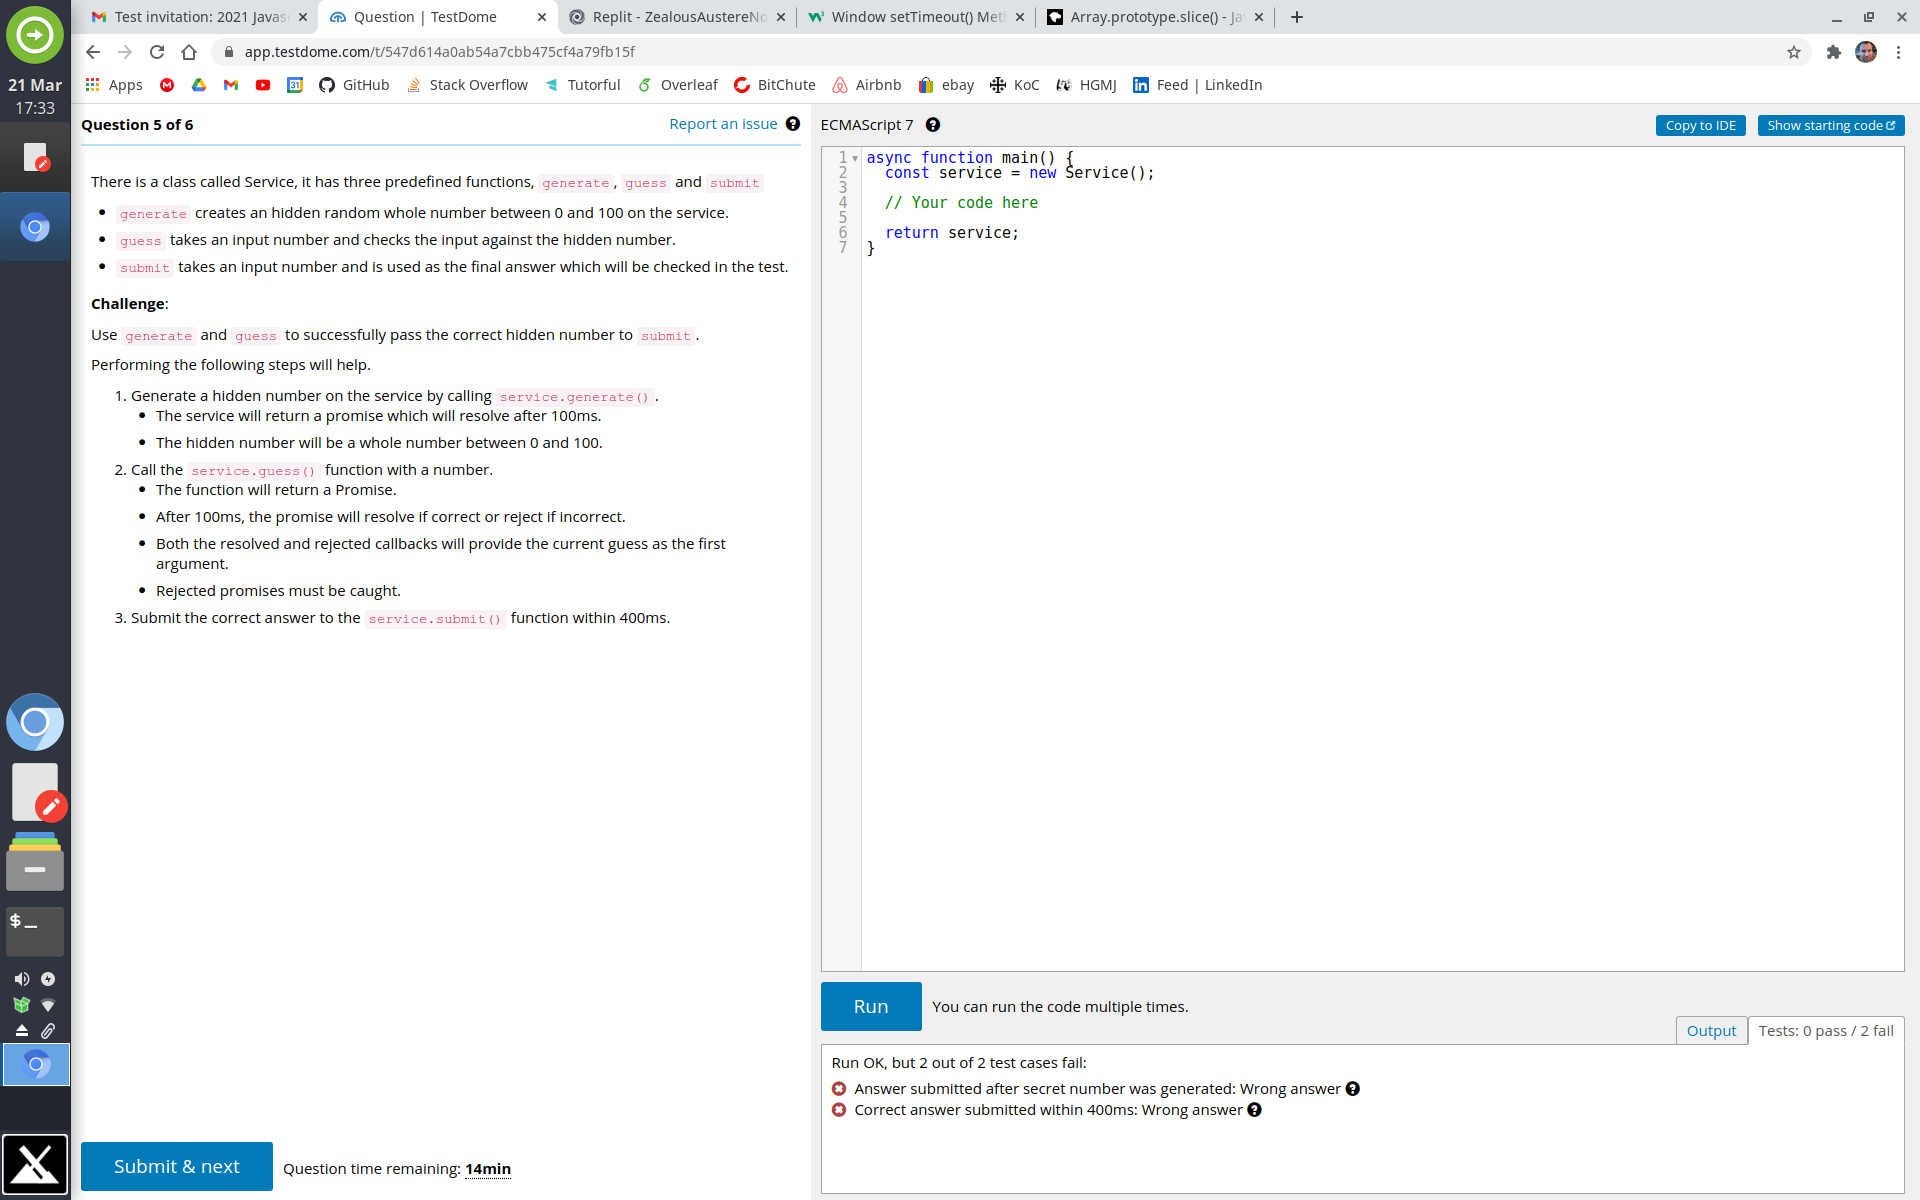 Test invitation: 2021 Javas
Question | TestDome
Replit - ZealousAustereNo
Window setTimeout() Met
Array.prototype.slice() - Ja
app.testdome.com/t/547d614a0ab54a7cbb475cf4a79fb15f
Apps
31
GitHub
Stack Overflow
Tutorful
Overleaf
BitChute
Airbnb
ebay
KoC
HGMJ
Feed | LinkedIn
21 Mar
17:33
$_
Question 5 of 6
Report an issue ?
There is a class called Service, it has three predefined functions, generate, guess and submit
• generate creates an hidden random whole number between 0 and 100 on the service.
• guess takes an input number and checks the input against the hidden number.
• submit takes an input number and is used as the final answer which will be checked in the test.
Challenge:
Use generate and guess to successfully pass the correct hidden number to submit.
Performing the following steps will help.
1. Generate a hidden number on the service by calling service.generate().
• The service will return a promise which will resolve after 100ms.
• The hidden number will be a whole number between 0 and 100.
2. Call the service.guess() function with a number.
• The function will return a Promise.
• After 100ms, the promise will resolve if correct or reject if incorrect.
• Both the resolved and rejected callbacks will provide the current guess as the first
argument.
• Rejected promises must be caught.
3. Submit the correct answer to the service.submit() function within 400ms.
Submit & next
Question time remaining: 14min
ECMAScript 7 ?
Copy to IDE
Show starting code
1 async function main() {
2 const service = new Service();
3
4 // Your code here
5
6 return service;
7 }
Run
You can run the code multiple times.
Output
Tests: 0 pass / 2 fail
Run OK, but 2 out of 2 test cases fail:
Answer submitted after secret number was generated: Wrong answer ?
Correct answer submitted within 400ms: Wrong answer ?